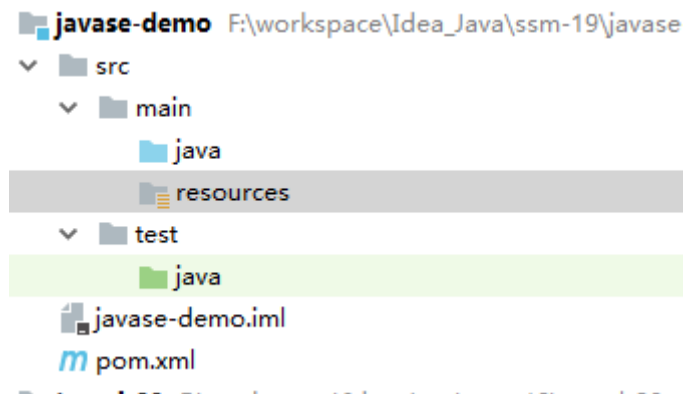 javase-demo F:\workspace\Idea_Java\ssm-19\javase
src
main
java
resources
test
java
javase-demo.iml
m pom.xml